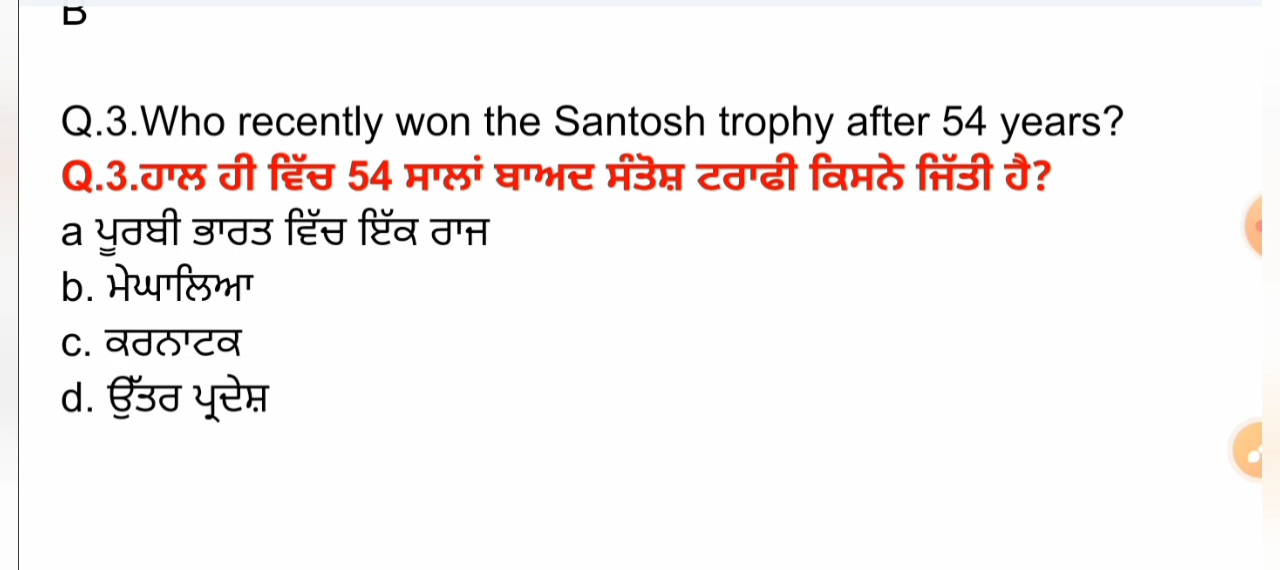 B
Q.3.Who recently won the Santosh trophy after 54 years?
Q.3.ਹਾਲ ਹੀ ਵਿੱਚ 54 ਸਾਲਾਂ ਬਾਅਦ ਸੰਤੋਸ਼ ਟਰਾਫੀ ਕਿਸਨੇ ਜਿੱਤੀ ਹੈ?
a ਪੂਰਬੀ ਭਾਰਤ ਵਿੱਚ ਇੱਕ ਰਾਜ
b. ਮੇਘਾਲਿਆ
c. ਕਰਨਾਟਕ
d. ਉੱਤਰ ਪ੍ਰਦੇਸ਼